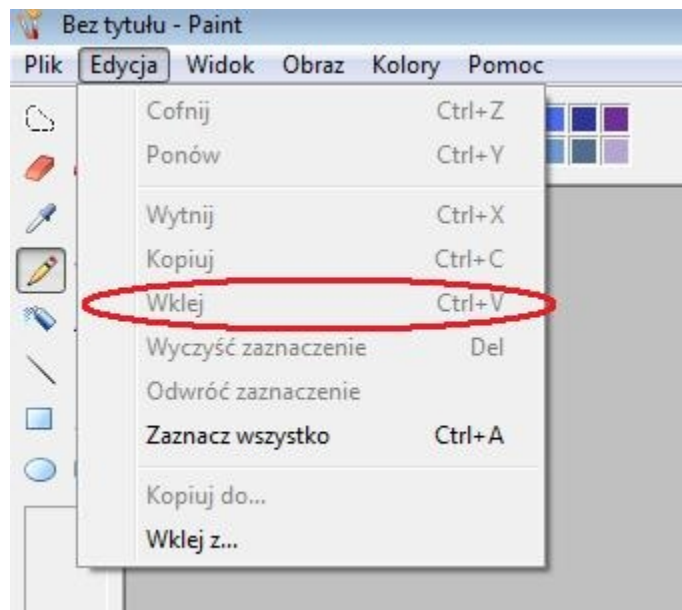 Bez tytułu - Paint
Plik Edycja Widok Obraz Kolory Pomoc
Cofnij Ctrl+Z
Ponów Ctrl+Y
Wytnij Ctrl+X
Kopiuj Ctrl+C
Wklej Ctrl+V
Wyczyść zaznaczenie Del
Odwróć zaznaczenie
Zaznacz wszystko Ctrl+A
Kopiuj do...
Wklej z...